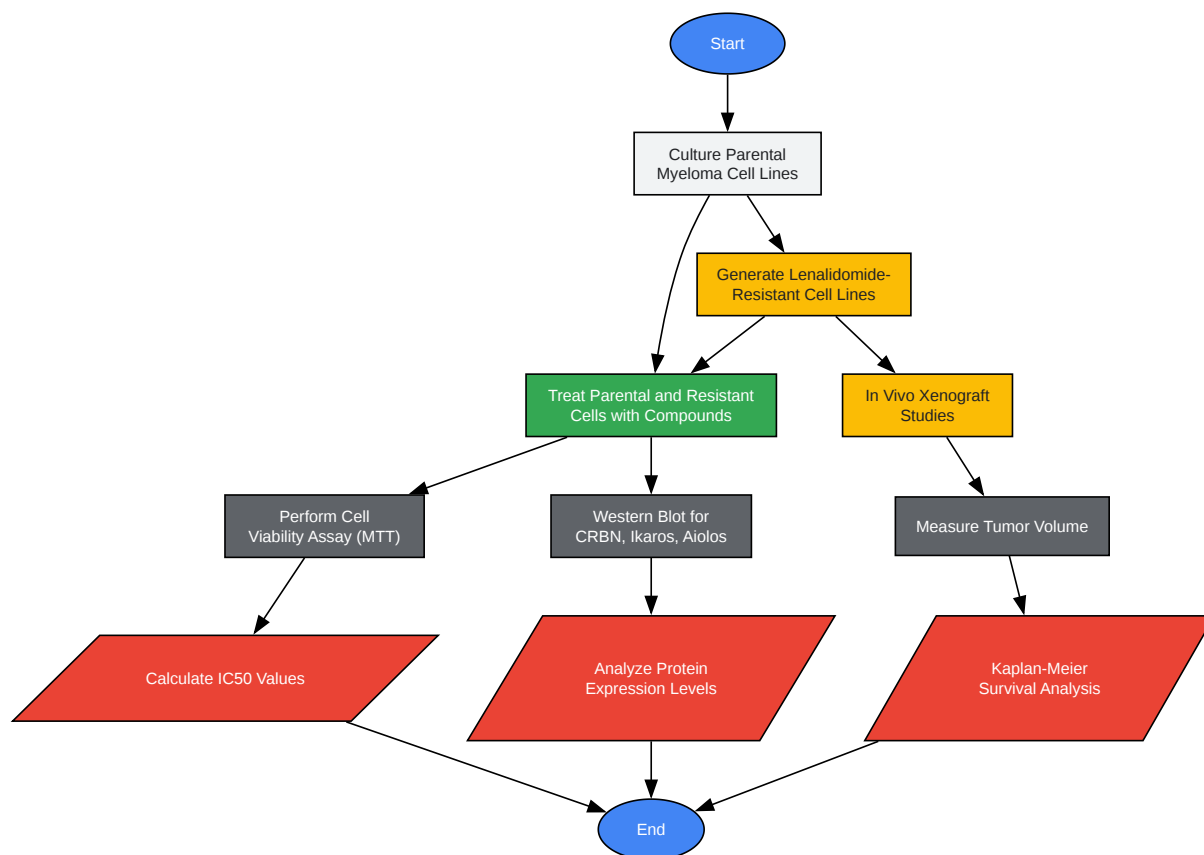 Start
Culture Parental
Myeloma Cell Lines
Generate Lenalidomide-
Resistant Cell Lines
Treat Parental and Resistant
Cells with Compounds
In Vivo Xenograft
Studies
Perform Cell
Viability Assay (MTT)
Western Blot for
CRBN, Ikaros, Aiolos
Measure Tumor Volume
Calculate IC50 Values
Analyze Protein
Expression Levels
Kaplan-Meier
Survival Analysis
End